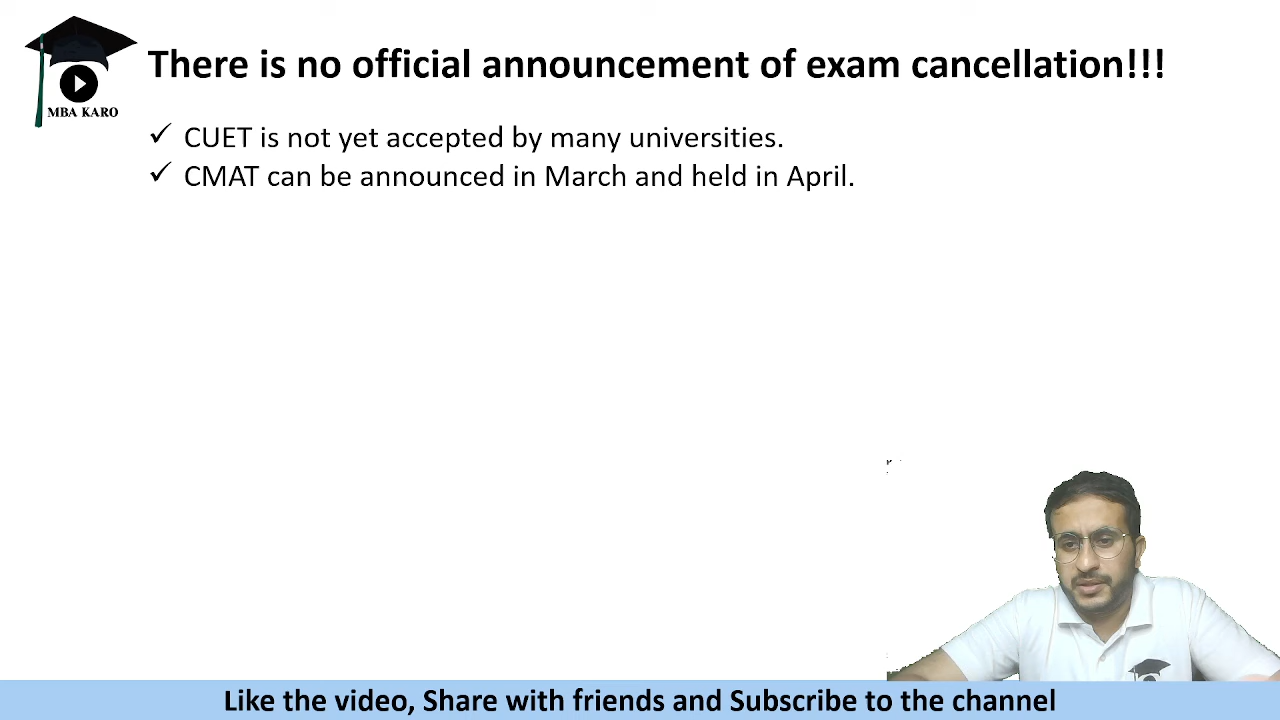 There is no official announcement of exam cancellation!!!
MBA KARO
✓ CUET is not yet accepted by many universities.
✓ CMAT can be announced in March and held in April.
Like the video, Share with friends and Subscribe to the channel